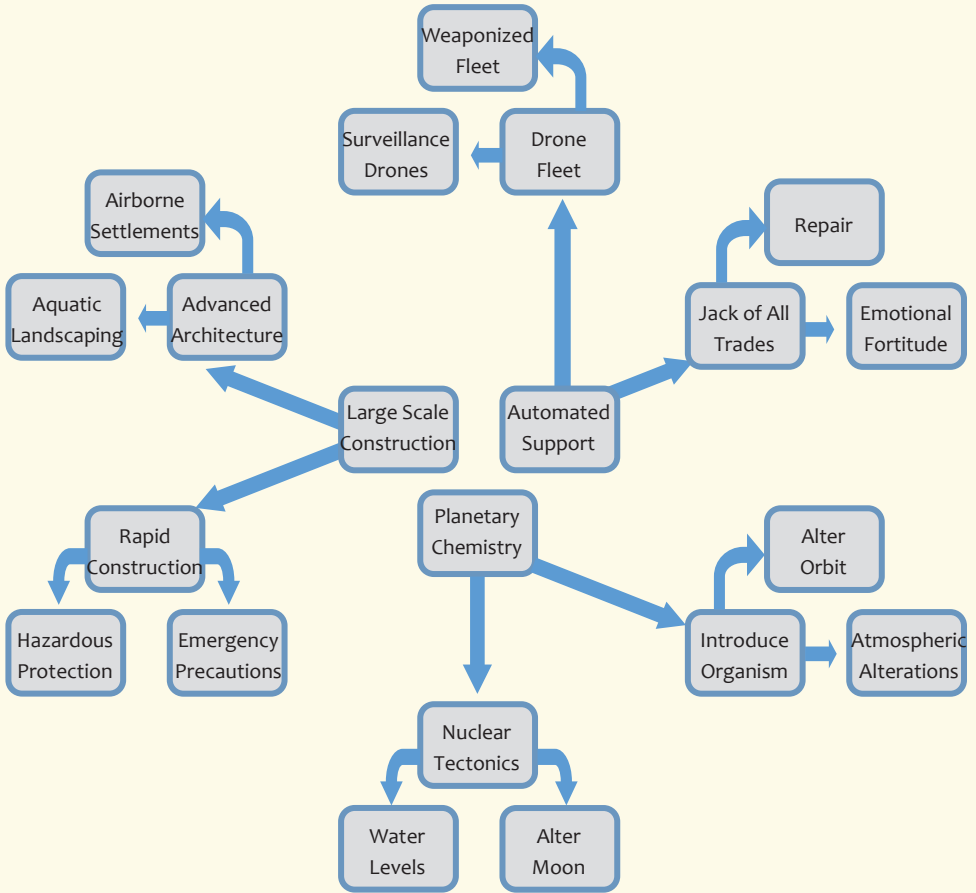 Weaponized
Fleet
Surveillance
Drones
Drone
Fleet
Airborne
Settlements
Repair
Aquatic
Landscaping
Advanced
Architecture
Jack of All
Trades
Emotional
Fortitude
Large Scale
Construction
Automated
Support
Planetary
Chemistry
Rapid
Construction
Alter
Orbit
Hazardous
Protection
Emergency
Precautions
Introduce
Organism
Atmospheric
Alterations
Nuclear
Tectonics
Water
Levels
Alter
Moon